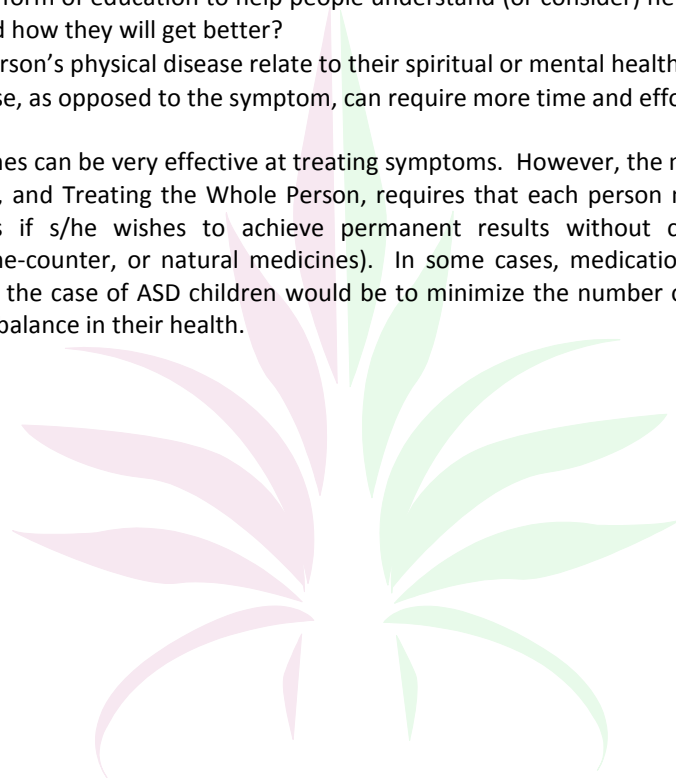 form of education to help people understand (or consider) he
d how they will get better?
erson's physical disease relate to their spiritual or mental health
se, as opposed to the symptom, can require more time and effo
nes can be very effective at treating symptoms. However, the n
, and Treating the Whole Person, requires that each person n
s if s/he wishes to achieve permanent results without c
he-counter, or natural medicines). In some cases, medicatio
the case of ASD children would be to minimize the number o
balance in their health.